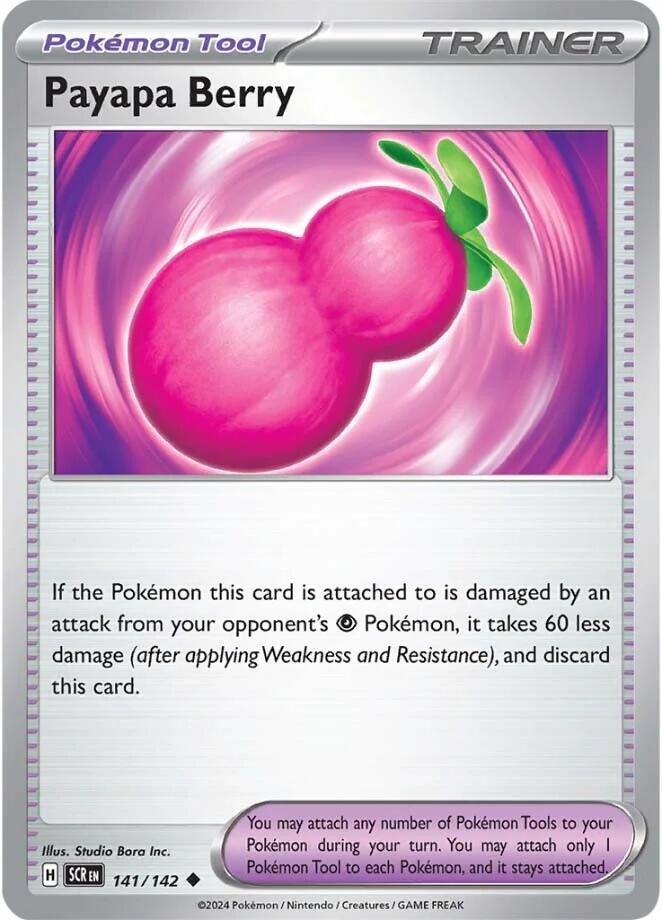 Pokémon Tool
TRAINER
Payapa Berry
If the Pokémon this card is attached to is damaged by an
attack from your opponent's Pokémon, it takes 60 less
damage (after applying Weakness and Resistance), and discard
this card.
You may attach any number of Pokémon Tools to your
Pokémon during your turn. You may attach only 1
Pokémon Tool to each Pokémon, and it stays attached.
Illus. Studio Bora Inc.
H SCR EN 141/142
©2024 Pokémon / Nintendo / Creatures / GAME FREAK